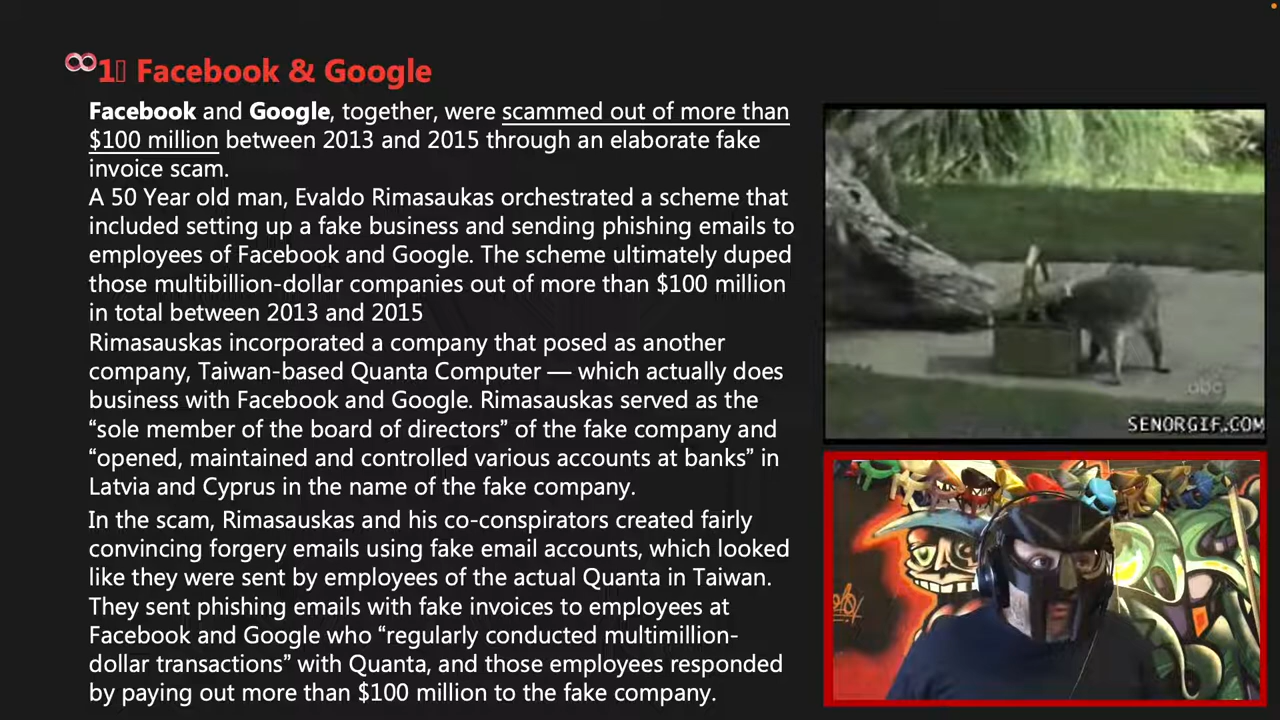 1 Facebook & Google
Facebook and Google, together, were scammed out of more than
$100 million between 2013 and 2015 through an elaborate fake
invoice scam.
A 50 Year old man, Evaldo Rimasaukas orchestrated a scheme that
included setting up a fake business and sending phishing emails to
employees of Facebook and Google. The scheme ultimately duped
those multibillion-dollar companies out of more than $100 million
in total between 2013 and 2015
Rimasauskas incorporated a company that posed as another
company, Taiwan-based Quanta Computer — which actually does
business with Facebook and Google. Rimasauskas served as the
“sole member of the board of directors” of the fake company and
“opened, maintained and controlled various accounts at banks” in
Latvia and Cyprus in the name of the fake company.
In the scam, Rimasauskas and his co-conspirators created fairly
convincing forgery emails using fake email accounts, which looked
like they were sent by employees of the actual Quanta in Taiwan.
They sent phishing emails with fake invoices to employees at
Facebook and Google who “regularly conducted multimillion-
dollar transactions” with Quanta, and those employees responded
by paying out more than $100 million to the fake company.
abc
SENORGIF.COM